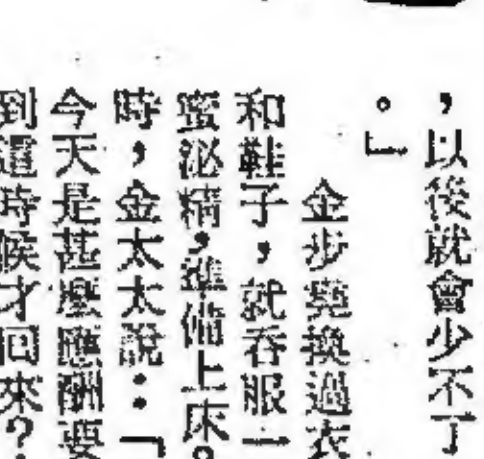 ，以後就會少不了
。」
金步堯換過衣
和鞋子，就吞服一
蜜泌精，準備上床。
時，金太太說：「
今天是甚麼應酬要
到這時候才回來？